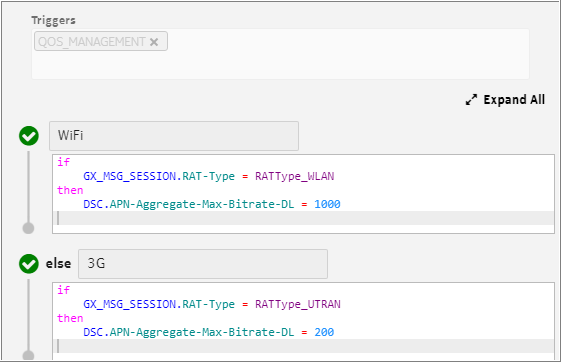 Triggers
QOS_MANAGEMENT
Expand All
WiFi
if
GX_MSG_SESSION.RAT-Type = RATType_WLAN
then
DSC.APN-Aggregate-Max-Bitrate-DL = 1000
else 3G
if
GX_MSG_SESSION.RAT-Type = RATType_UTRAN
then
DSC.APN-Aggregate-Max-Bitrate-DL = 200